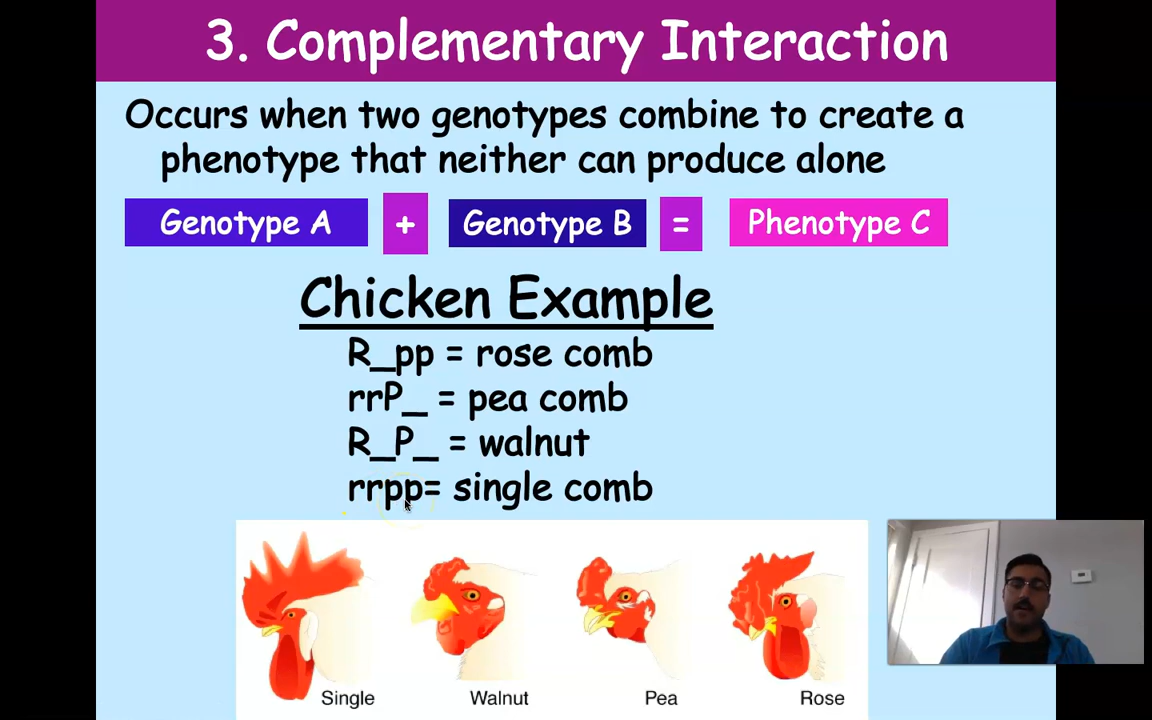 3. Complementary Interaction
Occurs when two genotypes combine to create a
phenotype that neither can produce alone
Genotype A + Genotype B = Phenotype C
Chicken Example
R_pp = rose comb
rrP_ = pea comb
R_P_ = walnut
rrpp= single comb
Single Walnut Pea Rose